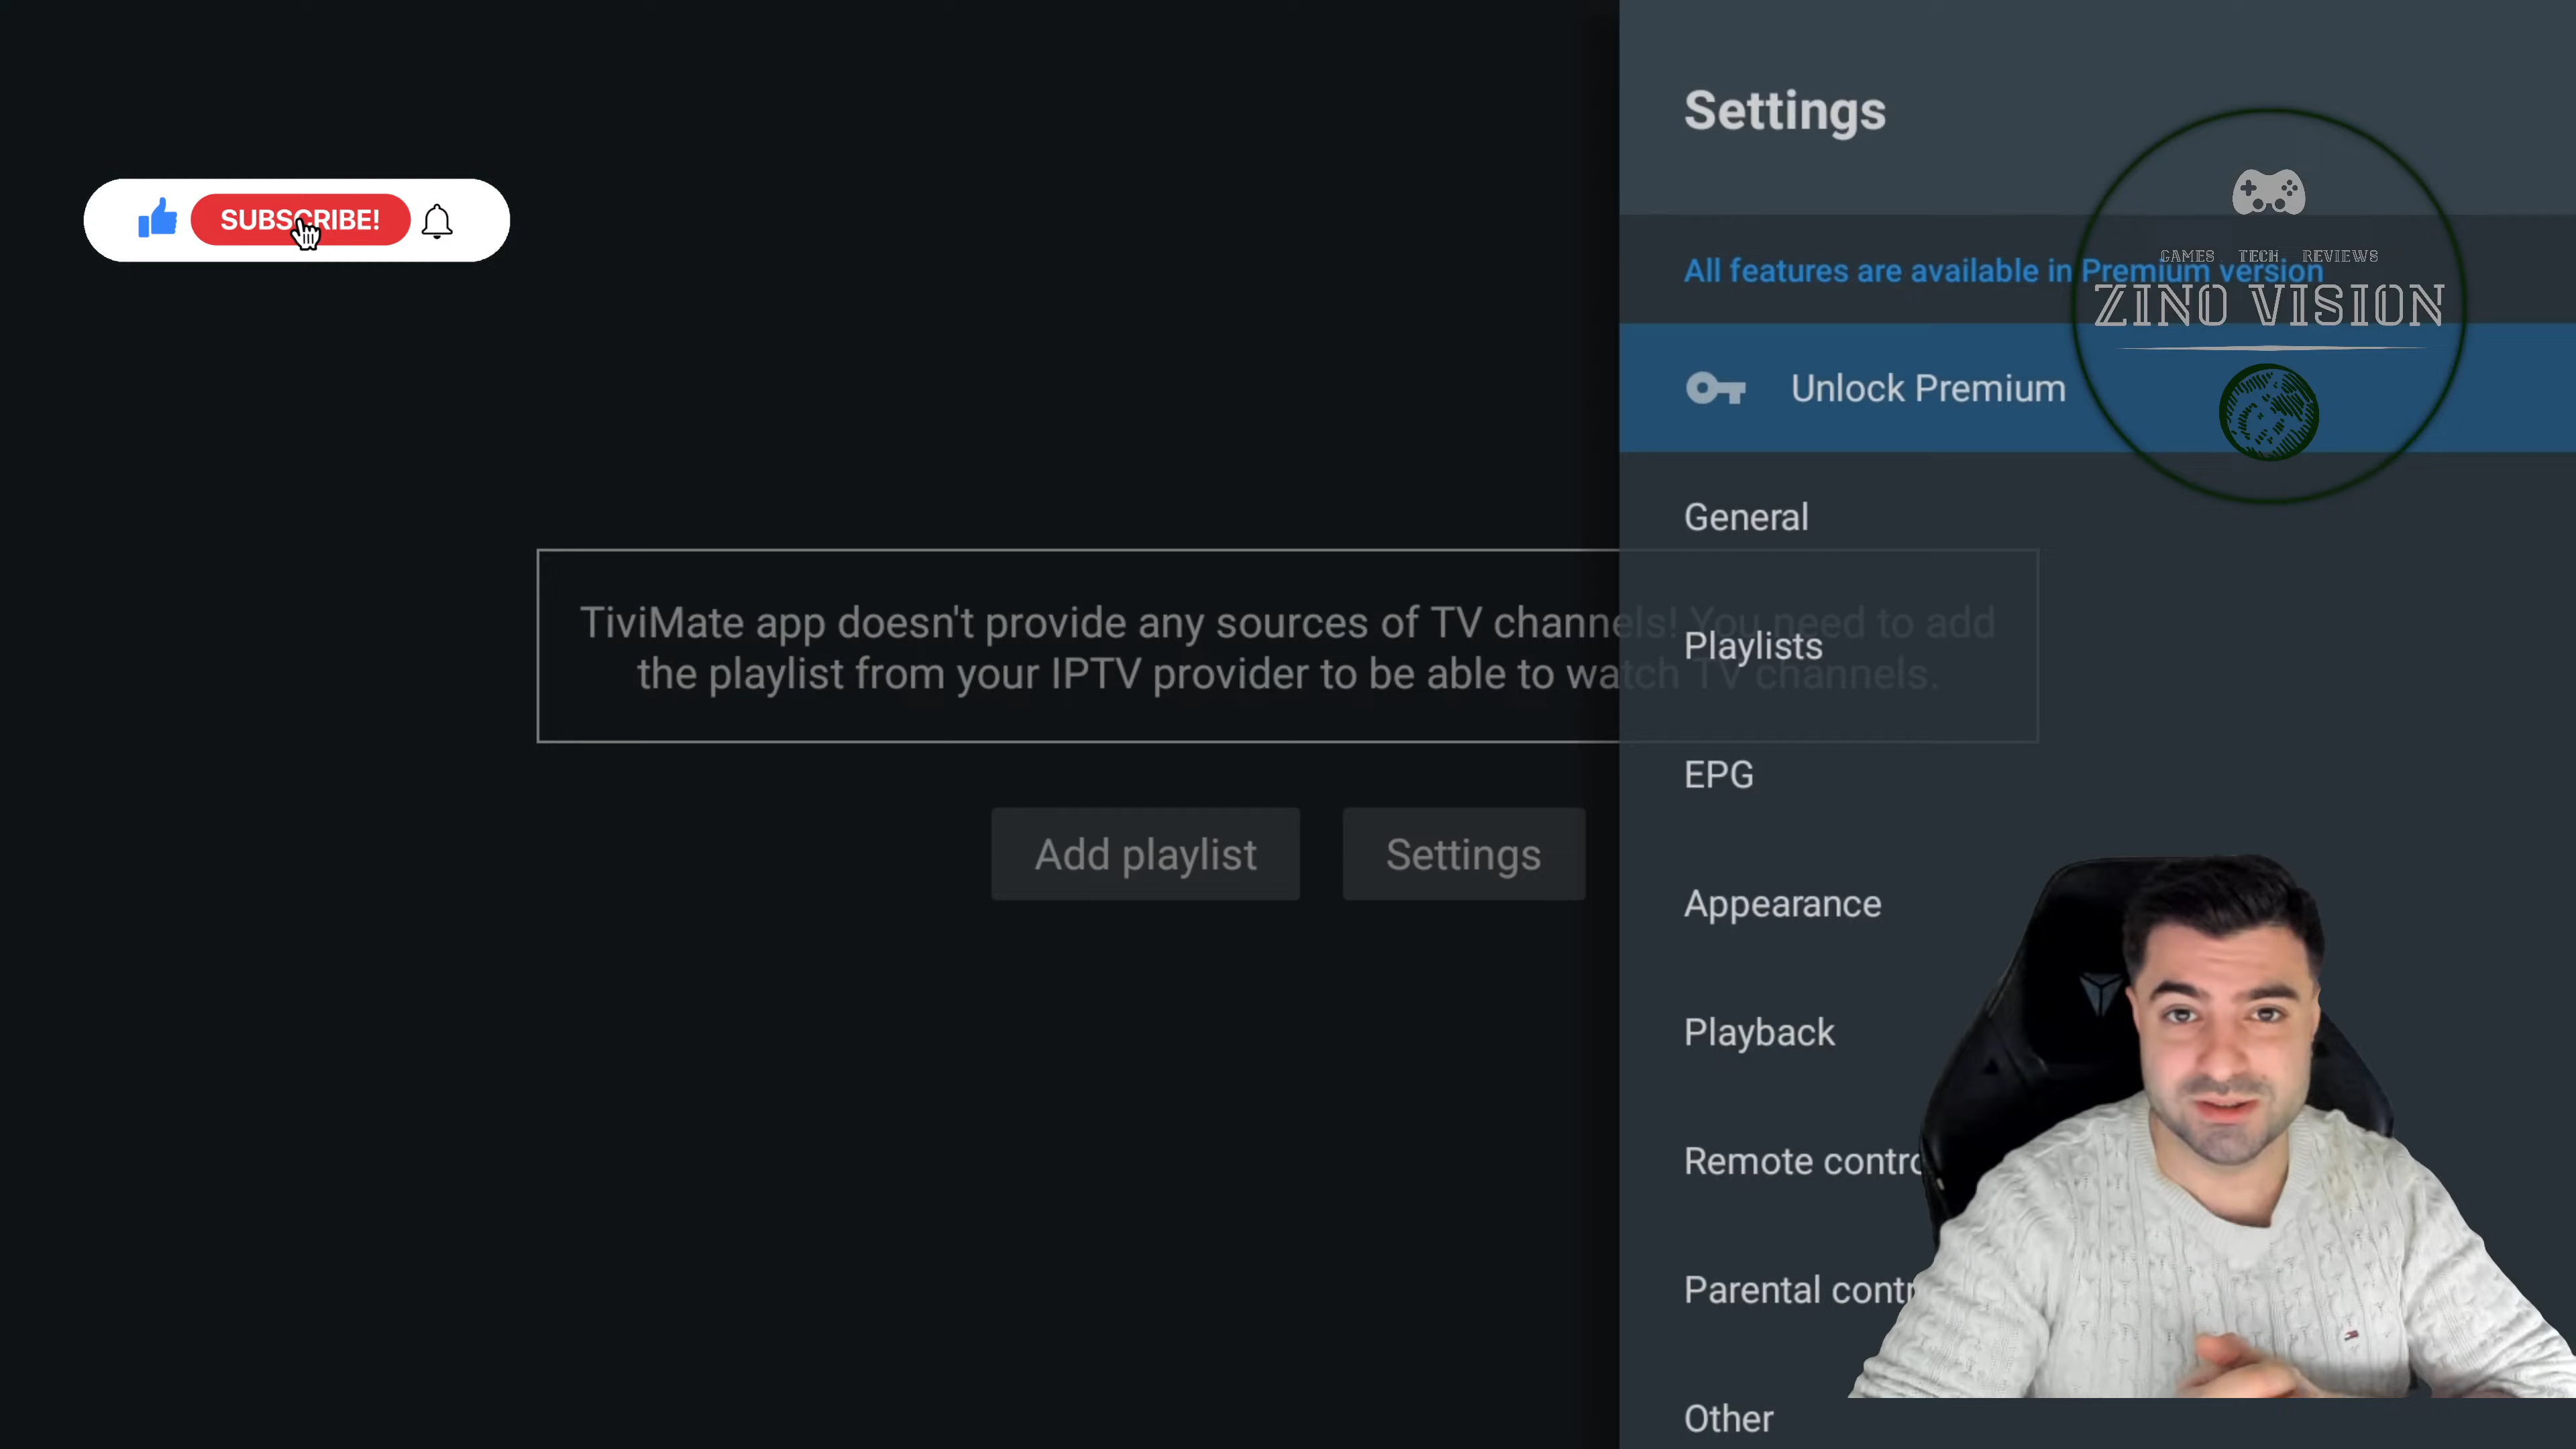 Settings
SUBSCRIBE!
All features are available in Premium version
GAMES TECH REVIEWS
ZINO VISION
Unlock Premium
General
TiviMate app doesn't provide any sources of TV channels! You need to add
the playlist from your IPTV provider to be able to watch TV channels.
Playlists
EPG
Add playlist
Settings
Appearance
Playback
Remote contro
Parental contr
Other